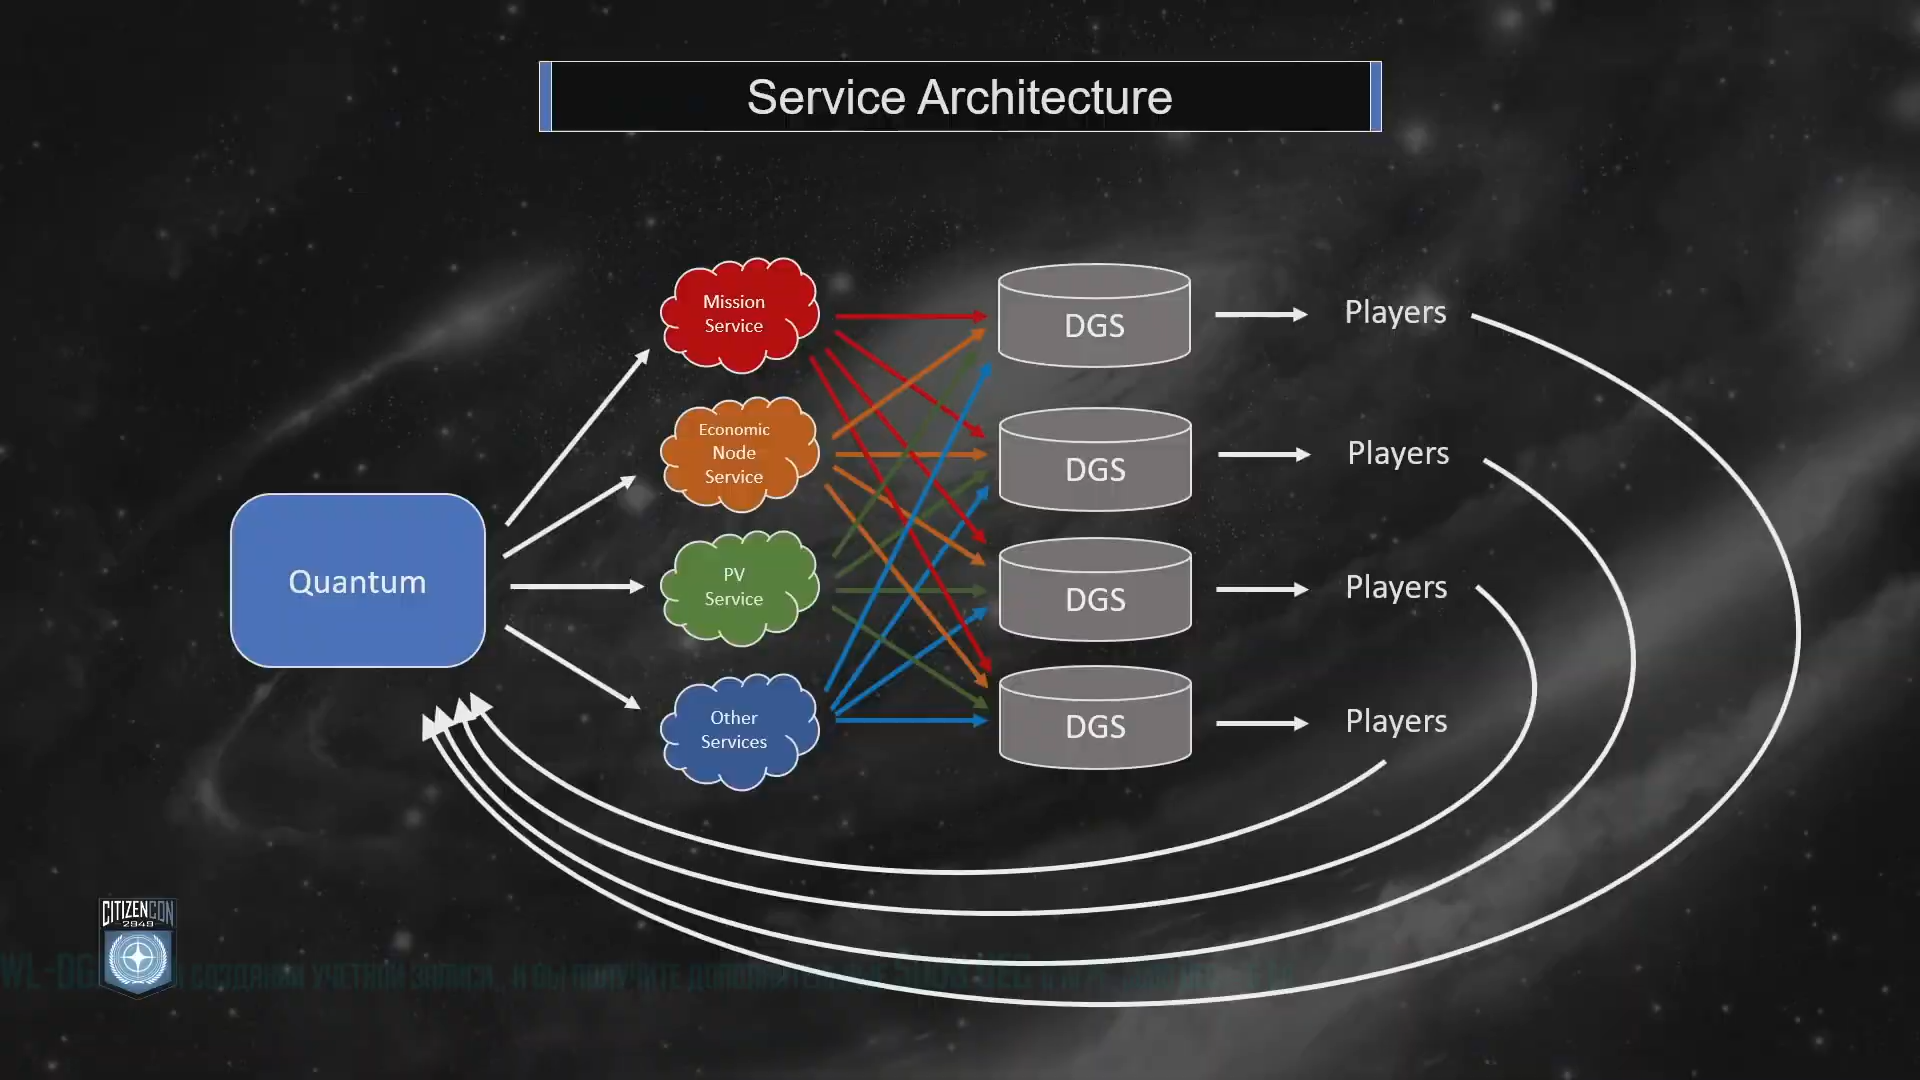 Service Architecture
Mission
Service
DGS
Players
Economic
Node
Service
DGS
Players
Quantum
PV
Service
DGS
Players
Other
Services
DGS
Players
CITIZENCON
2949